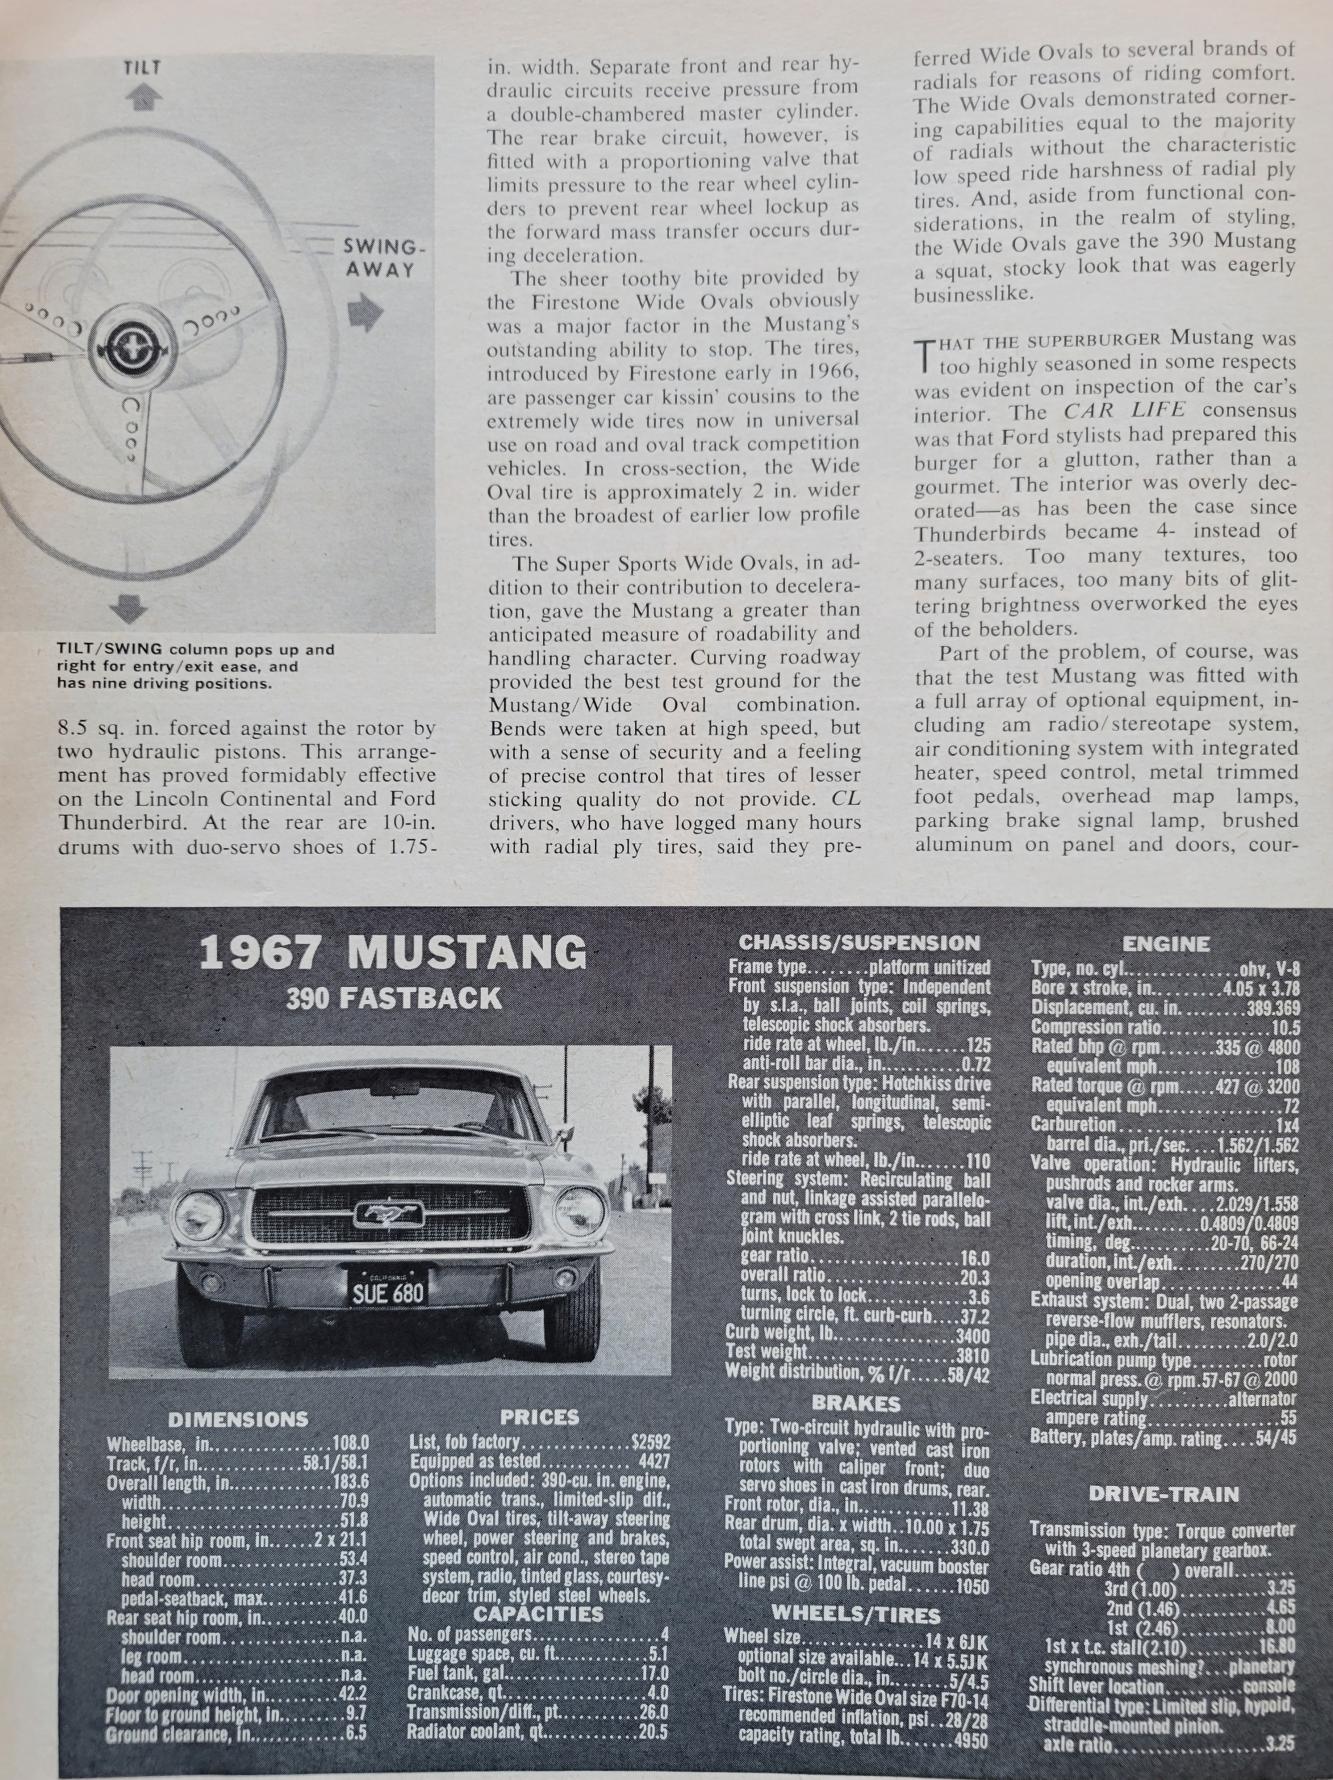 TILT
SWING-
AWAY
TILT/SWING column pops up and
right for entry/exit ease, and
has nine driving positions.
8.5 sq. in. forced against the rotor by
two hydraulic pistons. This arrange-
ment has proved formidably effective
on the Lincoln Continental and Ford
Thunderbird. At the rear are 10-in.
drums with duo-servo shoes of 1.75-
in. width. Separate front and rear hy-
draulic circuits receive pressure from
a double-chambered master cylinder.
The rear brake circuit, however, is
fitted with a proportioning valve that
limits pressure to the rear wheel cylin-
ders to prevent rear wheel lockup as
the forward mass transfer occurs dur-
ing deceleration.
The sheer toothy bite provided by
the Firestone Wide Ovals obviously
was a major factor in the Mustang's
outstanding ability to stop. The tires,
introduced by Firestone early in 1966,
are passenger car kissin' cousins to the
extremely wide tires now in universal
use on road and oval track competition
vehicles. In cross-section, the Wide
Oval tire is approximately 2 in. wider
than the broadest of earlier low profile
tires.
The Super Sports Wide Ovals, in ad-
dition to their contribution to decelera-
tion, gave the Mustang a greater than
anticipated measure of roadability and
handling character. Curving roadway
provided the best test ground for the
Mustang/Wide Oval combination.
Bends were taken at high speed, but
with a sense of security and a feeling
of precise control that tires of lesser
sticking quality do not provide. CL
drivers, who have logged many hours
with radial ply tires, said they pre-
ferred Wide Ovals to several brands of
radials for reasons of riding comfort.
The Wide Ovals demonstrated corner-
ing capabilities equal to the majority
of radials without the characteristic
low speed ride harshness of radial ply
tires. And, aside from functional con-
siderations, in the realm of styling,
the Wide Ovals gave the 390 Mustang
a squat, stocky look that was eagerly
businesslike.
THAT THE SUPERBURGER Mustang was
too highly seasoned in some respects
was evident on inspection of the car's
interior. The CAR LIFE consensus
was that Ford stylists had prepared this
burger for a glutton, rather than a
gourmet. The interior was overly dec-
orated—as has been the case since
Thunderbirds became 4- instead of
2-seaters. Too many textures, too
many surfaces, too many bits of glit-
tering brightness overworked the eyes
of the beholders.
Part of the problem, of course, was
that the test Mustang was fitted with
a full array of optional equipment, in-
cluding am radio/stereotape system,
air conditioning system with integrated
heater, speed control, metal trimmed
foot pedals, overhead map lamps,
parking brake signal lamp, brushed
aluminum on panel and doors, cour-
1967 MUSTANG
390 FASTBACK
CALIFORNIA
SUE 680
DIMENSIONS
Wheelbase, in................108.0
Track, f/r, in..............58.1/58.1
Overall length, in.............183.6
width.....................70.9
height.....................51.8
Front seat hip room, in......2 x 21.1
shoulder room...............53.4
head room..................37.3
pedal-seatback, max..........41.6
Rear seat hip room, in..........40.0
shoulder room...............n.a.
leg room...................n.a.
head room..................n.a.
Door opening width, in.........42.2
Floor to ground height, in........9.7
Ground clearance, in............6.5
PRICES
List, fob factory.............$2592
Equipped as tested........... 4427
Options included: 390-cu. in. engine,
automatic trans., limited-slip dif.,
Wide Oval tires, tilt-away steering
wheel, power steering and brakes,
speed control, air cond., stereo tape
system, radio, tinted glass, courtesy-
decor trim, styled steel wheels.
CAPACITIES
No. of passengers................4
Luggage space, cu. ft............5.1
Fuel tank, gal.................17.0
Crankcase, qt...................4.0
Transmission/diff., pt...........26.0
Radiator coolant, qt............20.5
CHASSIS/SUSPENSION
Frame type........platform unitized
Front suspension type: Independent
by s.l.a., ball joints, coil springs,
telescopic shock absorbers.
ride rate at wheel, lb./in.......125
anti-roll bar dia., in..........0.72
Rear suspension type: Hotchkiss drive
with parallel, longitudinal, semi-
elliptic leaf springs, telescopic
shock absorbers.
ride rate at wheel, lb./in.......110
Steering system: Recirculating ball
and nut, linkage assisted parallelo-
gram with cross link, 2 tie rods, ball
joint knuckles.
gear ratio..................16.0
overall ratio................20.3
turns, lock to lock.............3.6
turning circle, ft. curb-curb....37.2
Curb weight, lb...............3400
Test weight..................3810
Weight distribution, % f/r.....58/42
BRAKES
Type: Two-circuit hydraulic with pro-
portioning valve; vented cast iron
rotors with caliper front; duo
servo shoes in cast iron drums, rear.
Front rotor, dia., in...........11.38
Rear drum, dia. x width..10.00 x 1.75
total swept area, sq. in.......330.0
Power assist: Integral, vacuum booster
line psi @ 100 lb. pedal......1050
WHEELS/TIRES
Wheel size................14 x 6JK
optional size available...14 x 5.5JK
bolt no./circle dia., in.......5/4.5
Tires: Firestone Wide Oval size F70-14
recommended inflation, psi..28/28
capacity rating, total lb.......4950
ENGINE
Type, no. cyl...............ohv, V-8
Bore x stroke, in.........4.05 x 3.78
Displacement, cu. in.........389.369
Compression ratio.............10.5
Rated bhp @ rpm.......335 @ 4800
equivalent mph...............108
Rated torque @ rpm.....427 @ 3200
equivalent mph................72
Carburetion...................1x4
barrel dia., pri./sec....1.562/1.562
Valve operation: Hydraulic lifters,
pushrods and rocker arms.
valve dia., int./exh....2.029/1.558
lift, int./exh.........0.4809/0.4809
timing, deg...........20-70, 66-24
duration, int./exh.........270/270
opening overlap...............44
Exhaust system: Dual, two 2-passage
reverse-flow mufflers, resonators.
pipe dia., exh./tail.........2.0/2.0
Lubrication pump type.........rotor
normal press. @ rpm.57-67 @ 2000
Electrical supply..........alternator
ampere rating.................55
Battery, plates/amp. rating....54/45
DRIVE-TRAIN
Transmission type: Torque converter
with 3-speed planetary gearbox.
Gear ratio 4th ( ) overall........
3rd (1.00)................3.25
2nd (1.46)................4.65
1st (2.46)................8.00
1st x t.c. stall (2.10).........16.80
synchronous meshing?...planetary
Shift lever location.........console
Differential type: Limited slip, hypoid,
straddle-mounted pinion.
axle ratio....................3.25